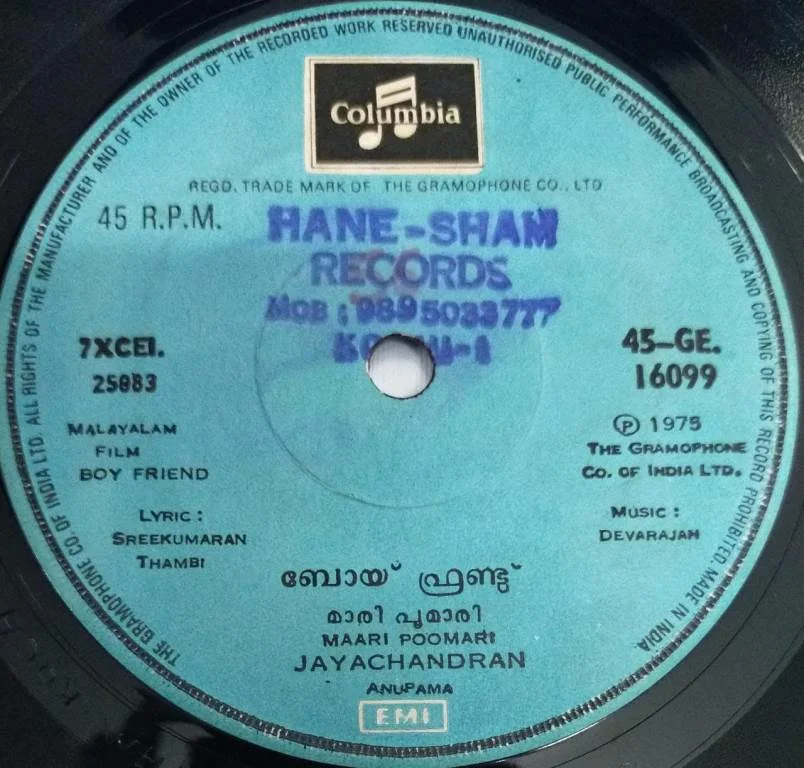 THE GRAMOPHONE CO. OF INDIA LTD. ALL RIGHTS OF THE MANUFACTURER AND OF THE OWNER OF THE RECORDED WORK RESERVED UNAUTHORISED PUBLIC PERFORMANCE BROADCASTING AND COPYING OF THIS RECORD PROHIBITED. MADE IN INDIA
Columbia
REGD. TRADE MARK OF THE GRAMOPHONE CO., LTD
45 R.P.M.
HANE-SHAM
RECORDS
MOB : 9895033777
7XCEI.
25883
45-GE.
16099
MALAYALAM
FILM
BOY FRIEND
℗ 1975
THE GRAMOPHONE
CO. OF INDIA LTD.
LYRIC :
SREEKUMARAN
THAMBI
MUSIC :
DEVARAJAN
ബോയ് ഫ്രണ്ട്
മാരി പൂമാരി
MAARI POOMARI
JAYACHANDRAN
ANUPAMA
EMI